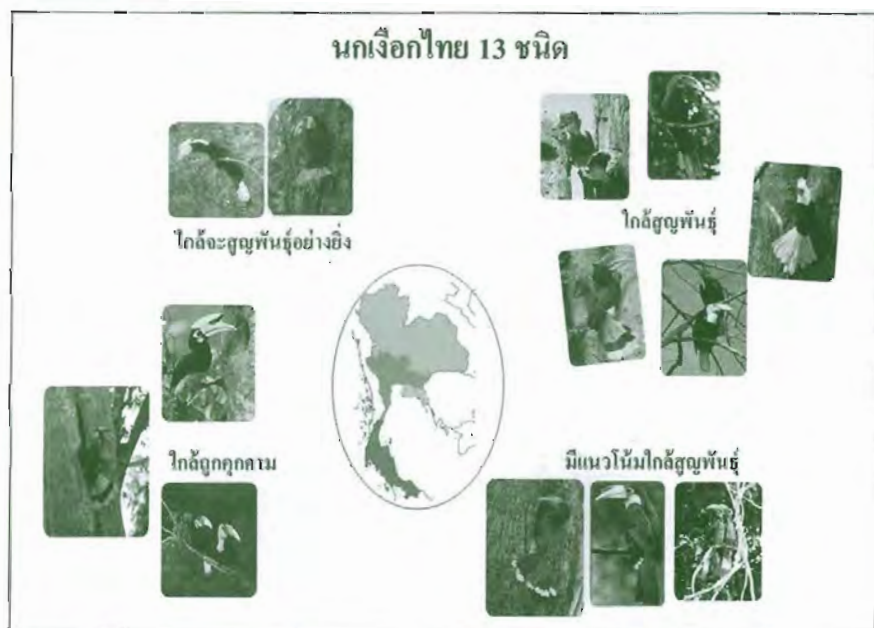 นกเงือกไทย 13 ชนิด
ใกล้จะสูญพันธุ์อย่างยิ่ง
ใกล้สูญพันธุ์
ใกล้ถูกคุกคาม
มีแนวโน้มใกล้สูญพันธุ์